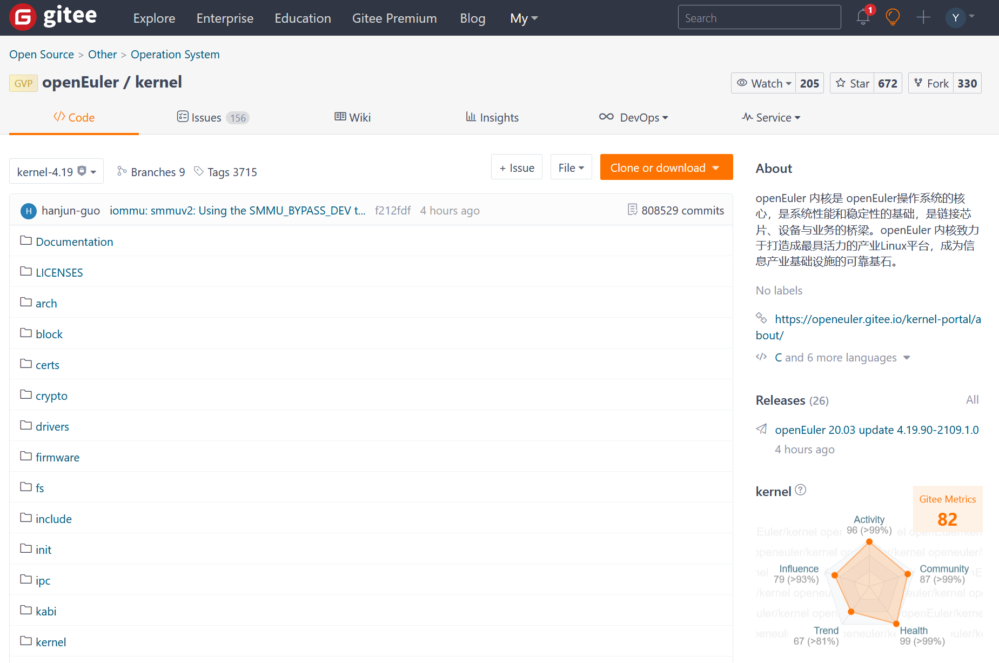 gitee
Explore Enterprise Education Gitee Premium Blog My Search 1 Y
Open Source > Other > Operation System
GVP openEuler / kernel
Watch 205 Star 672 Fork 330
Code Issues 156 Wiki Insights DevOps Service
kernel-4.19 Branches 9 Tags 3715 + Issue File Clone or download
H hanjun-guo iommu: smmuv2: Using the SMMU_BYPASS_DEV t... f212fdf 4 hours ago 808529 commits
Documentation
LICENSES
arch
block
certs
crypto
drivers
firmware
fs
include
init
ipc
kabi
kernel
About
openEuler 内核是 openEuler操作系统的核
心，是系统性能和稳定性的基础，是链接芯
片、设备与业务的桥梁。openEuler 内核致力
于打造成最具活力的产业Linux平台，成为信
息产业基础设施的可靠基石。
No labels
https://openeuler.gitee.io/kernel-portal/a
bout/
C and 6 more languages
Releases (26) All
openEuler 20.03 update 4.19.90-2109.1.0
4 hours ago
kernel ?
Gitee Metrics
82
Activity
96 (>99%)
Influence
79 (>93%)
Community
87 (>99%)
Trend
67 (>81%)
Health
99 (>99%)